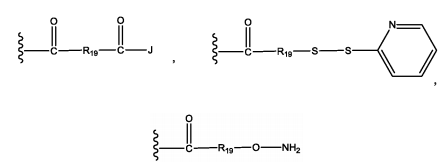 O O O N
C R₁₉ C J , C R₁₉ S S ,
O
C R₁₉ O NH₂